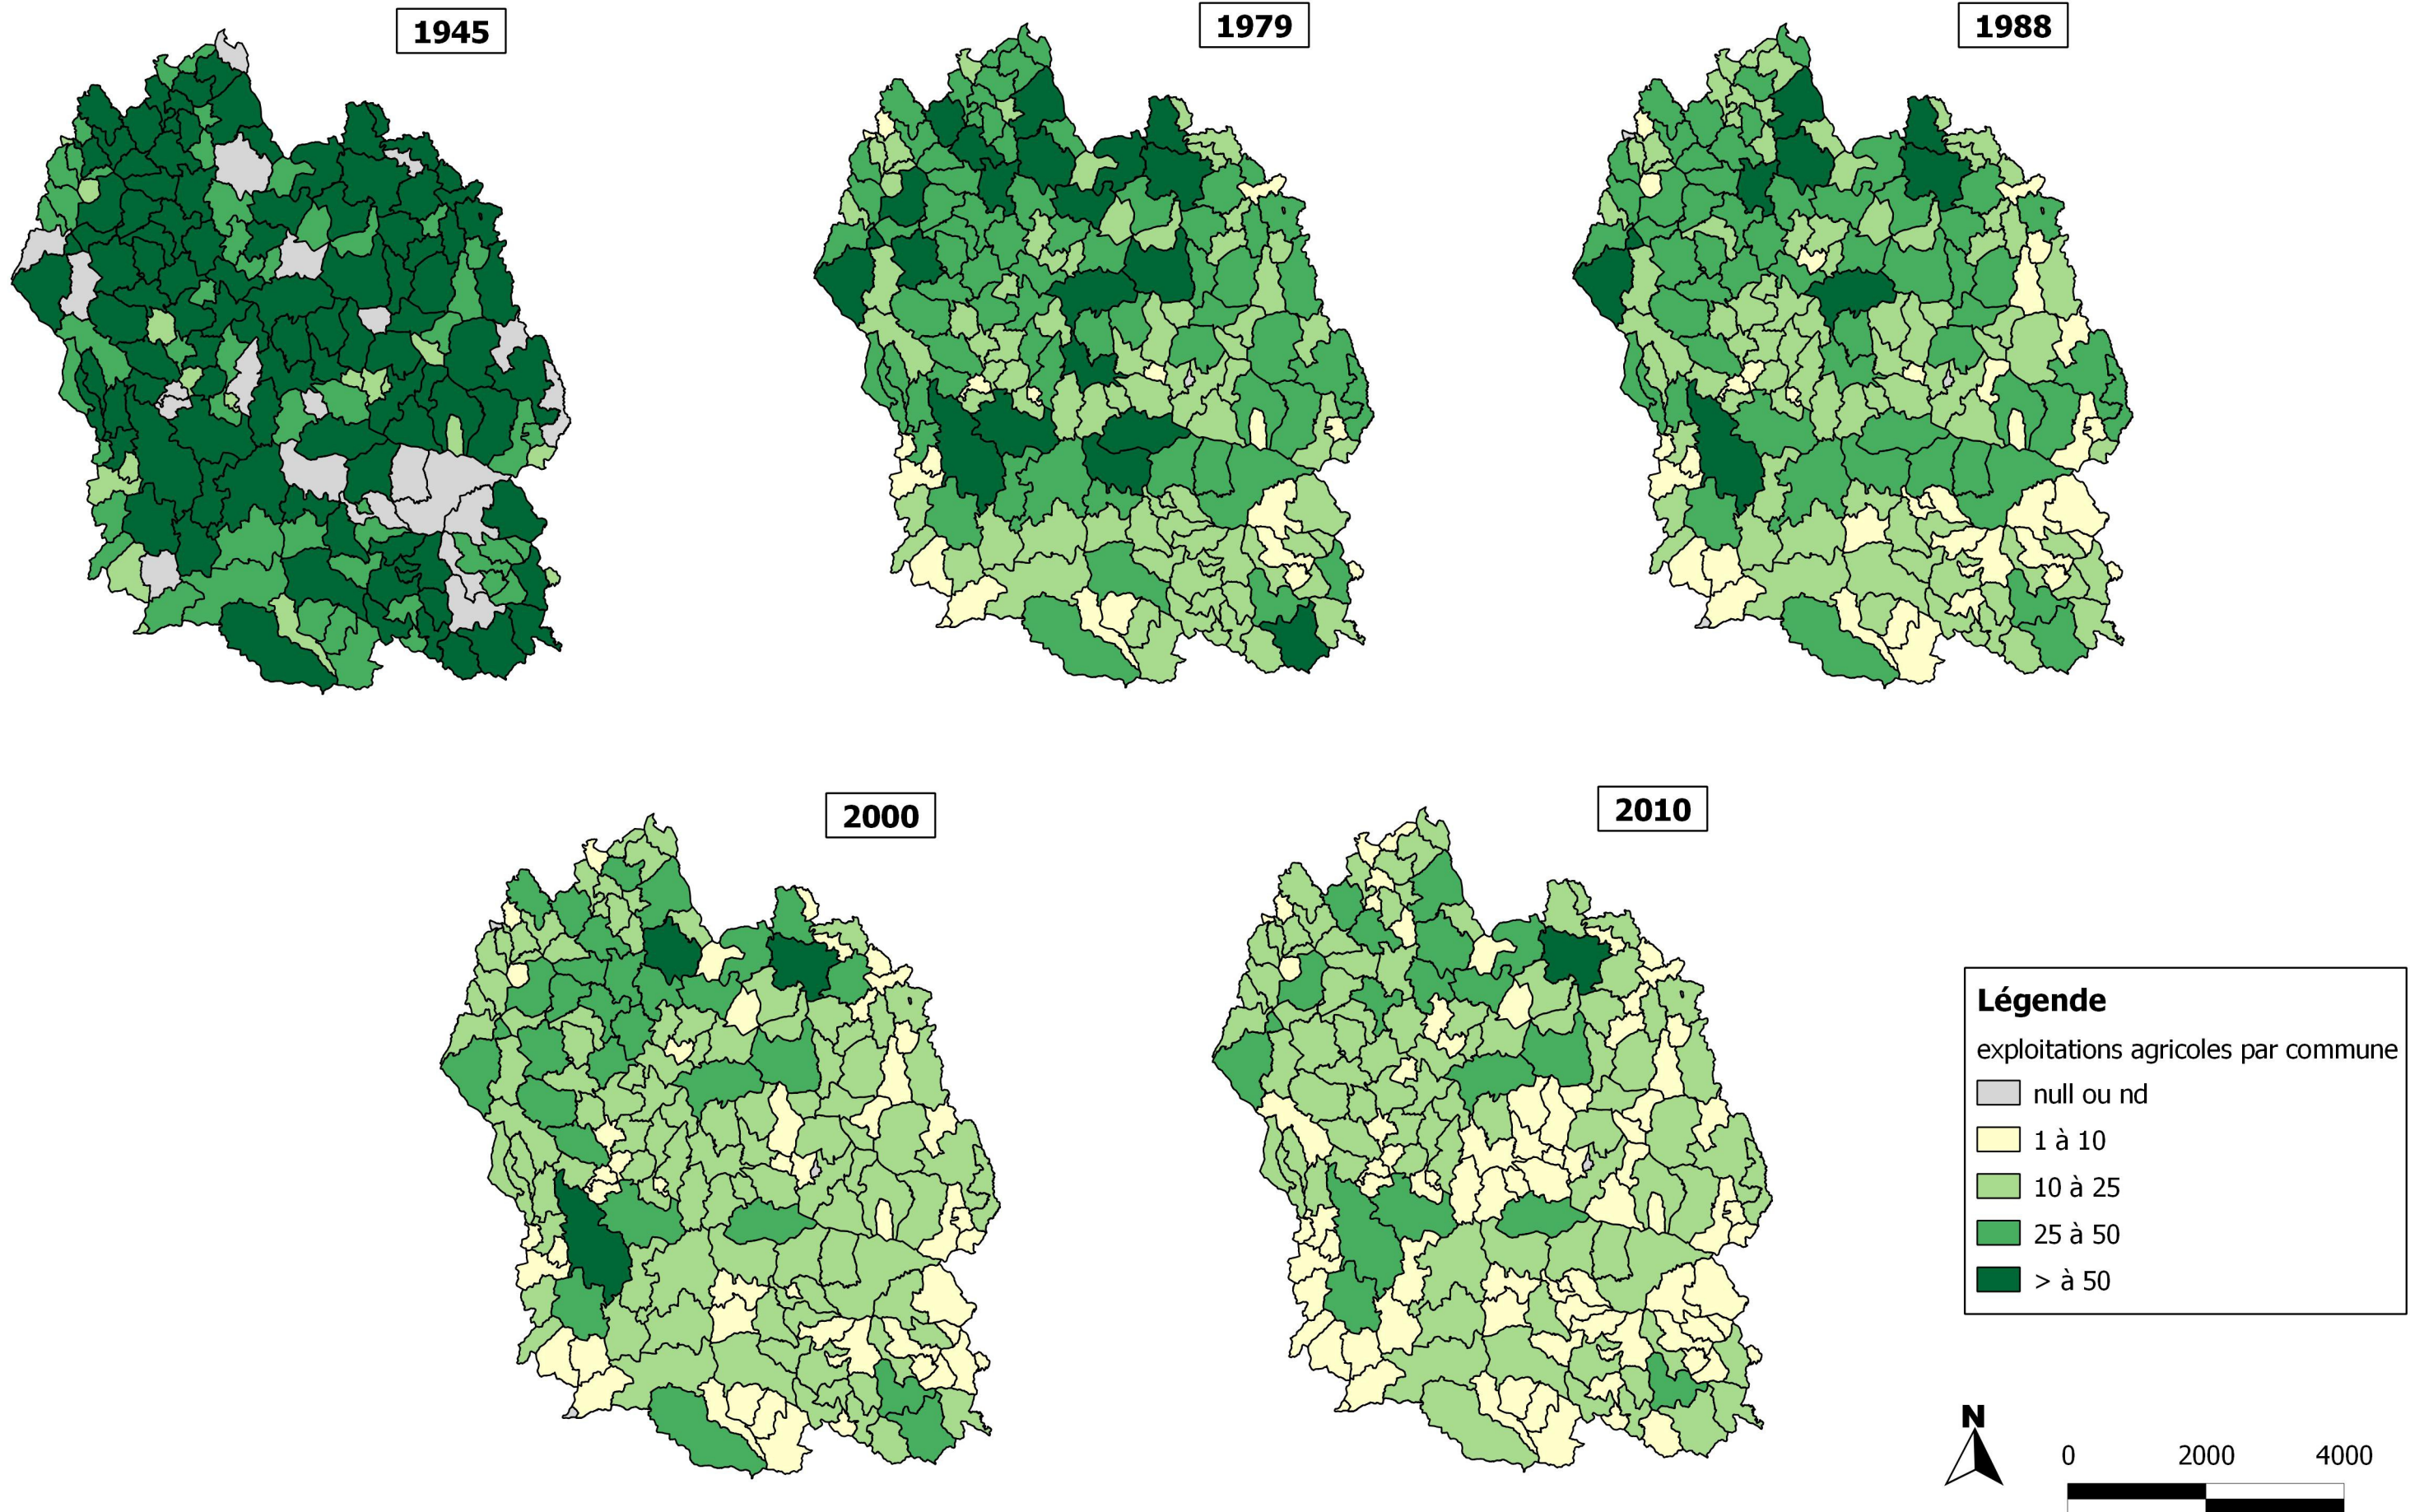 1945
1979
1988
2000
2010
Légende
exploitations agricoles par commune
null ou nd
1 à 10
10 à 25
25 à 50
> à 50
N
0 2000 4000